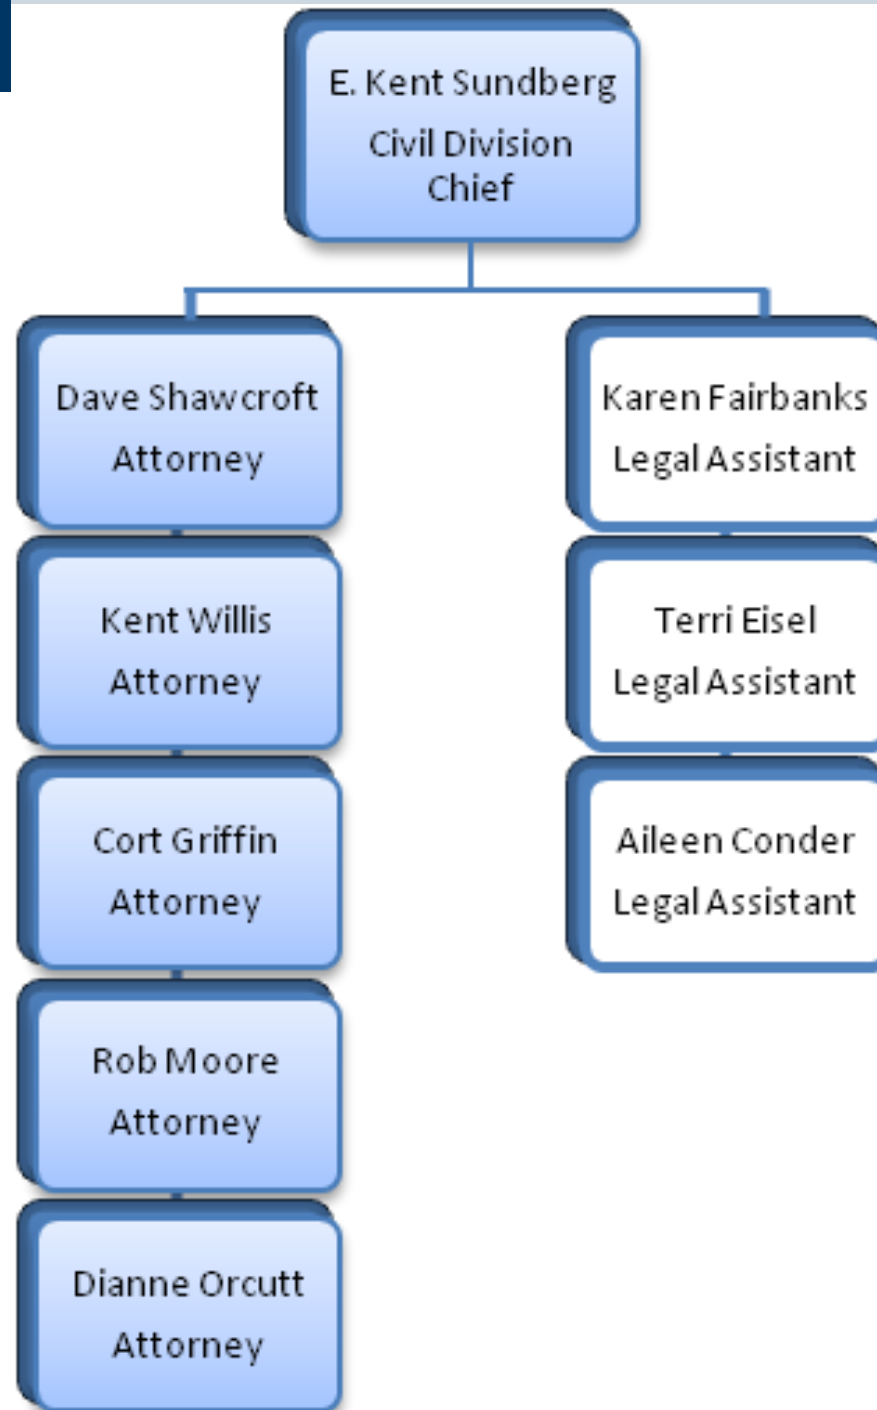 E. Kent Sundberg
Civil Division
Chief
Dave Shawcroft
Attorney
Kent Willis
Attorney
Cort Griffin
Attorney
Rob Moore
Attorney
Dianne Orcutt
Attorney
Karen Fairbanks
Legal Assistant
Terri Eisel
Legal Assistant
Aileen Conder
Legal Assistant